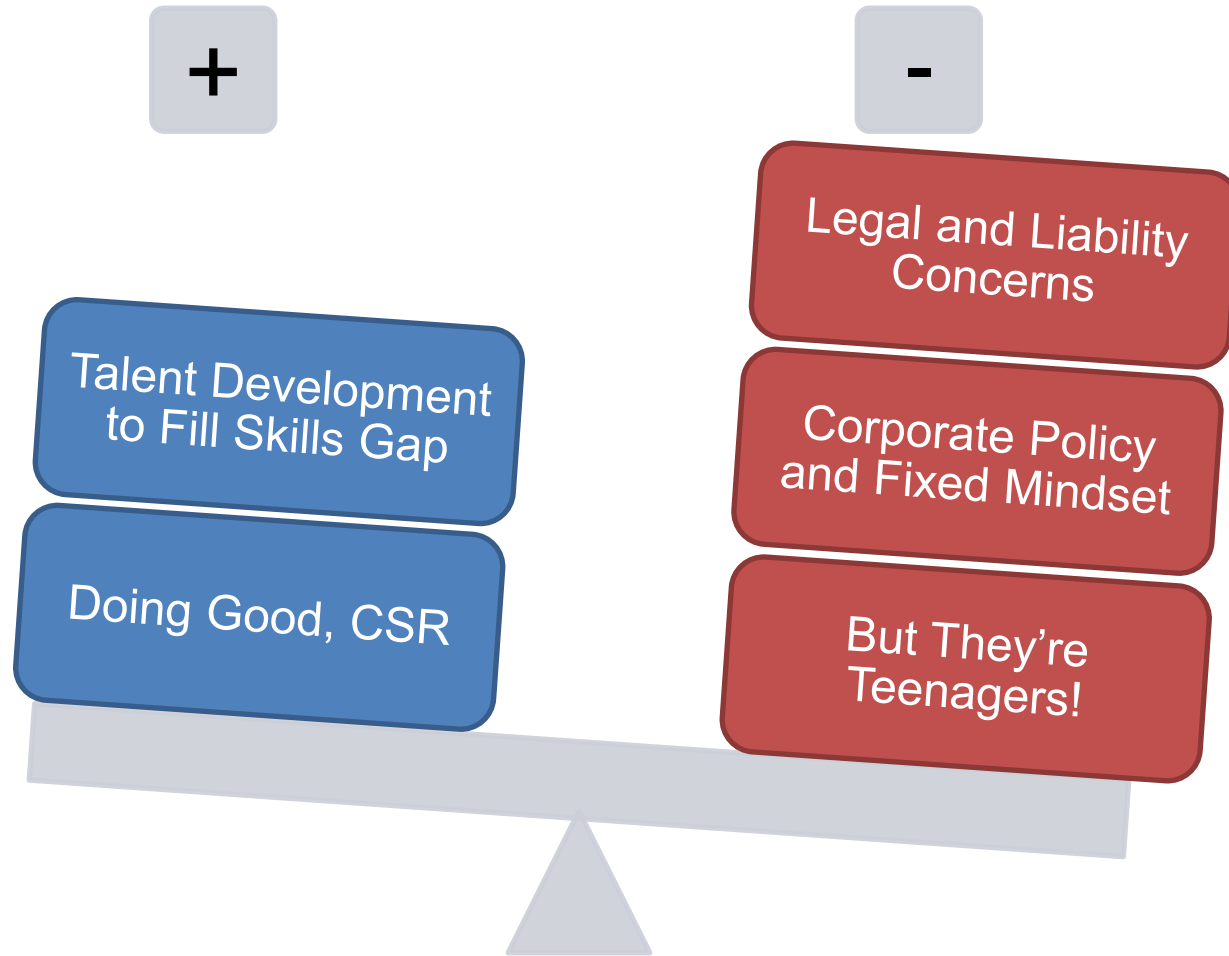 +
-
Talent Development
to Fill Skills Gap
Doing Good, CSR
Legal and Liability
Concerns
Corporate Policy
and Fixed Mindset
But They’re
Teenagers!